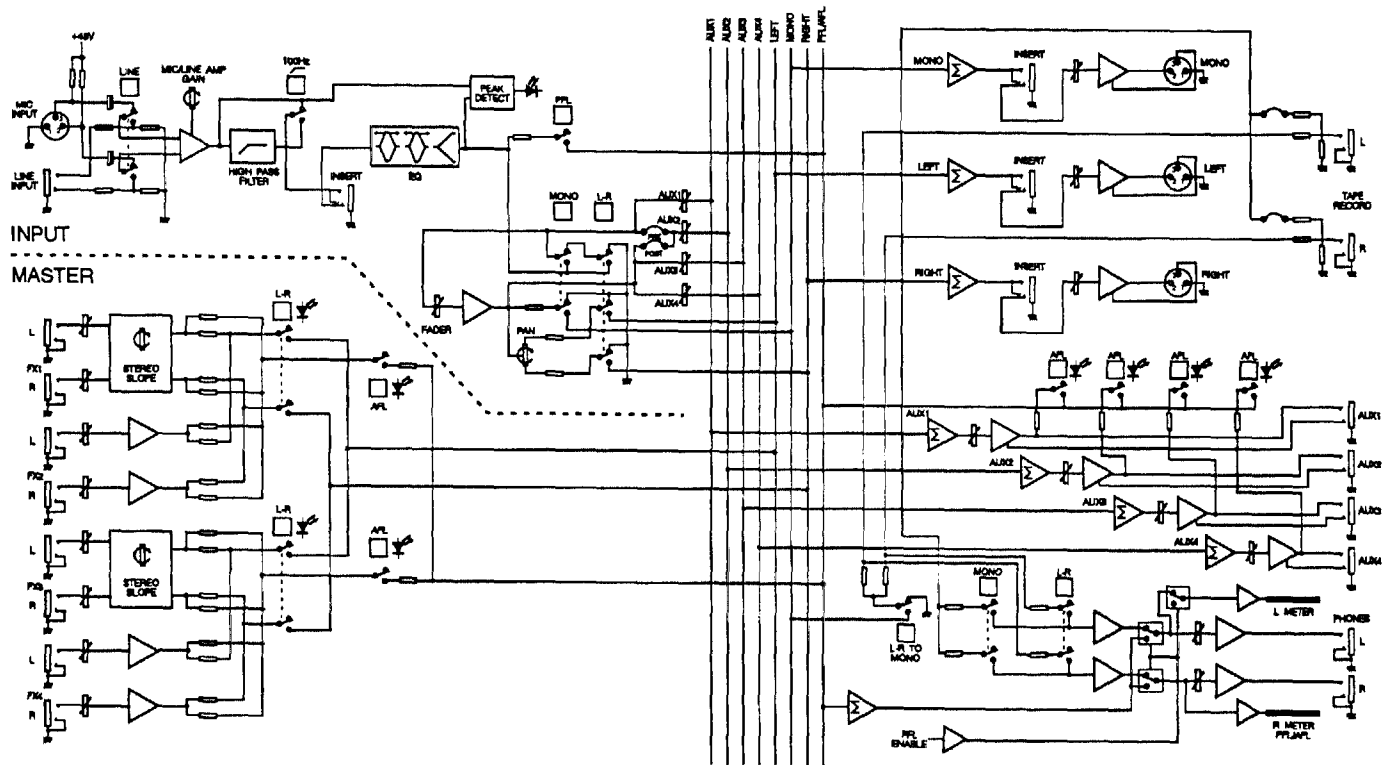 AUX1
AUX2
AUX3
AUX4
LEFT
MONO
RIGHT
PFL/AFL
+48V
LINE
MIC/LINE AMP
GAIN
100Hz
MIC
INPUT
LINE
INPUT
HIGH PASS
FILTER
INSERT
EQ
PEAK
DETECT
PFL
MONO
L-R
AUX1
AUX2
PRE
POST
AUX3
AUX4
FADER
PAN
INPUT
MASTER
L
FX1
R
STEREO
SLOPE
L-R
AFL
L
FX2
R
L
FX3
R
STEREO
SLOPE
L-R
AFL
L
FX4
R
MONO
INSERT
MONO
LEFT
INSERT
LEFT
RIGHT
INSERT
RIGHT
L
TAPE
RECORD
R
AFL
AFL
AFL
AFL
AUX1
AUX1
AUX2
AUX2
AUX3
AUX3
AUX4
AUX4
MONO
L-R
L-R TO
MONO
L METER
PHONES
L
R
R METER
PFL/AFL
PFL
ENABLE
Σ
Σ
Σ
Σ
Σ
Σ
Σ
Σ